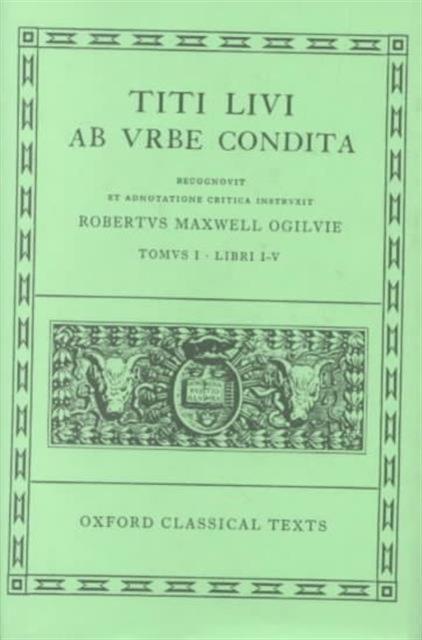 TITI LIVI
AB VRBE CONDITA
RECOGNOVIT
ET ADNOTATIONE CRITICA INSTRVXIT
ROBERTVS MAXWELL OGILVIE
TOMVS I · LIBRI I-V
OXFORD CLASSICAL TEXTS